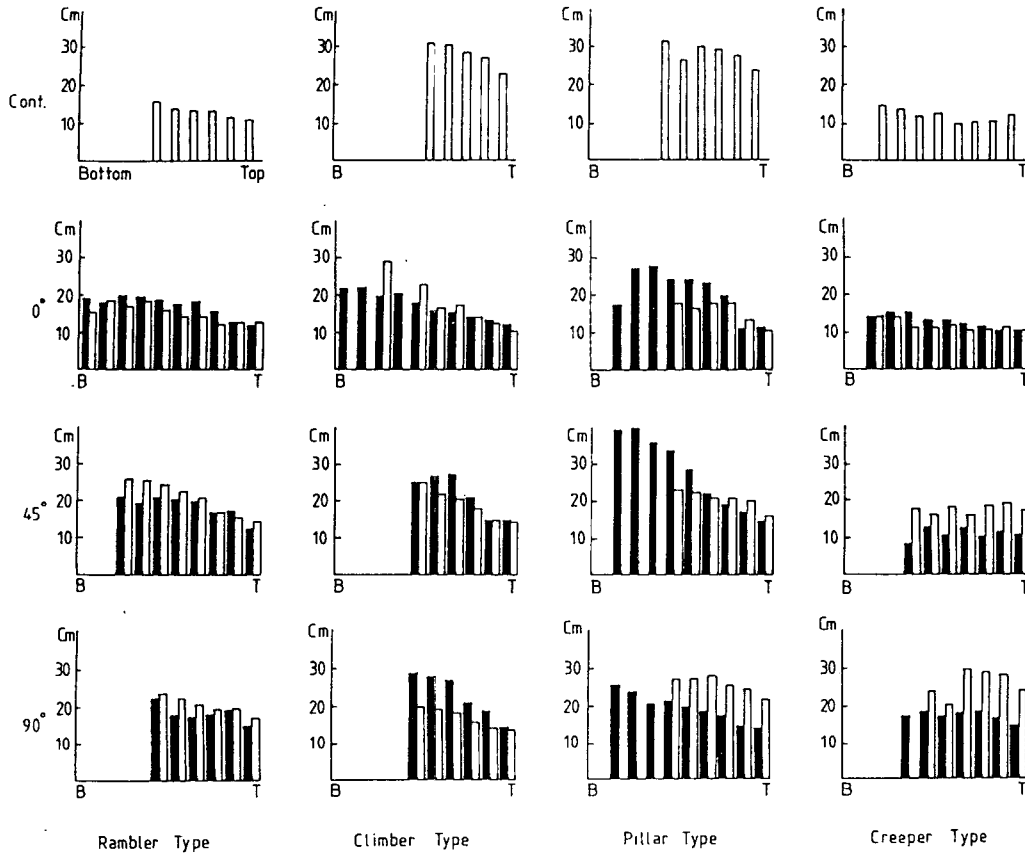 Cm Cm Cm Cm
30 30 30 30
20 20 20 20
Cont. 10 10 10 10
Bottom Top B T B T B T
Cm Cm Cm Cm
30 30 30 30
20 20 20 20
0° 10 10 10 10
B T B T B T B T
Cm Cm Cm Cm
30 30 30 30
20 20 20 20
45° 10 10 10 10
B T B T B T B T
Cm Cm Cm Cm
30 30 30 30
20 20 20 20
90° 10 10 10 10
B T B T B T B T
Rambler Type Climber Type Pillar Type Creeper Type